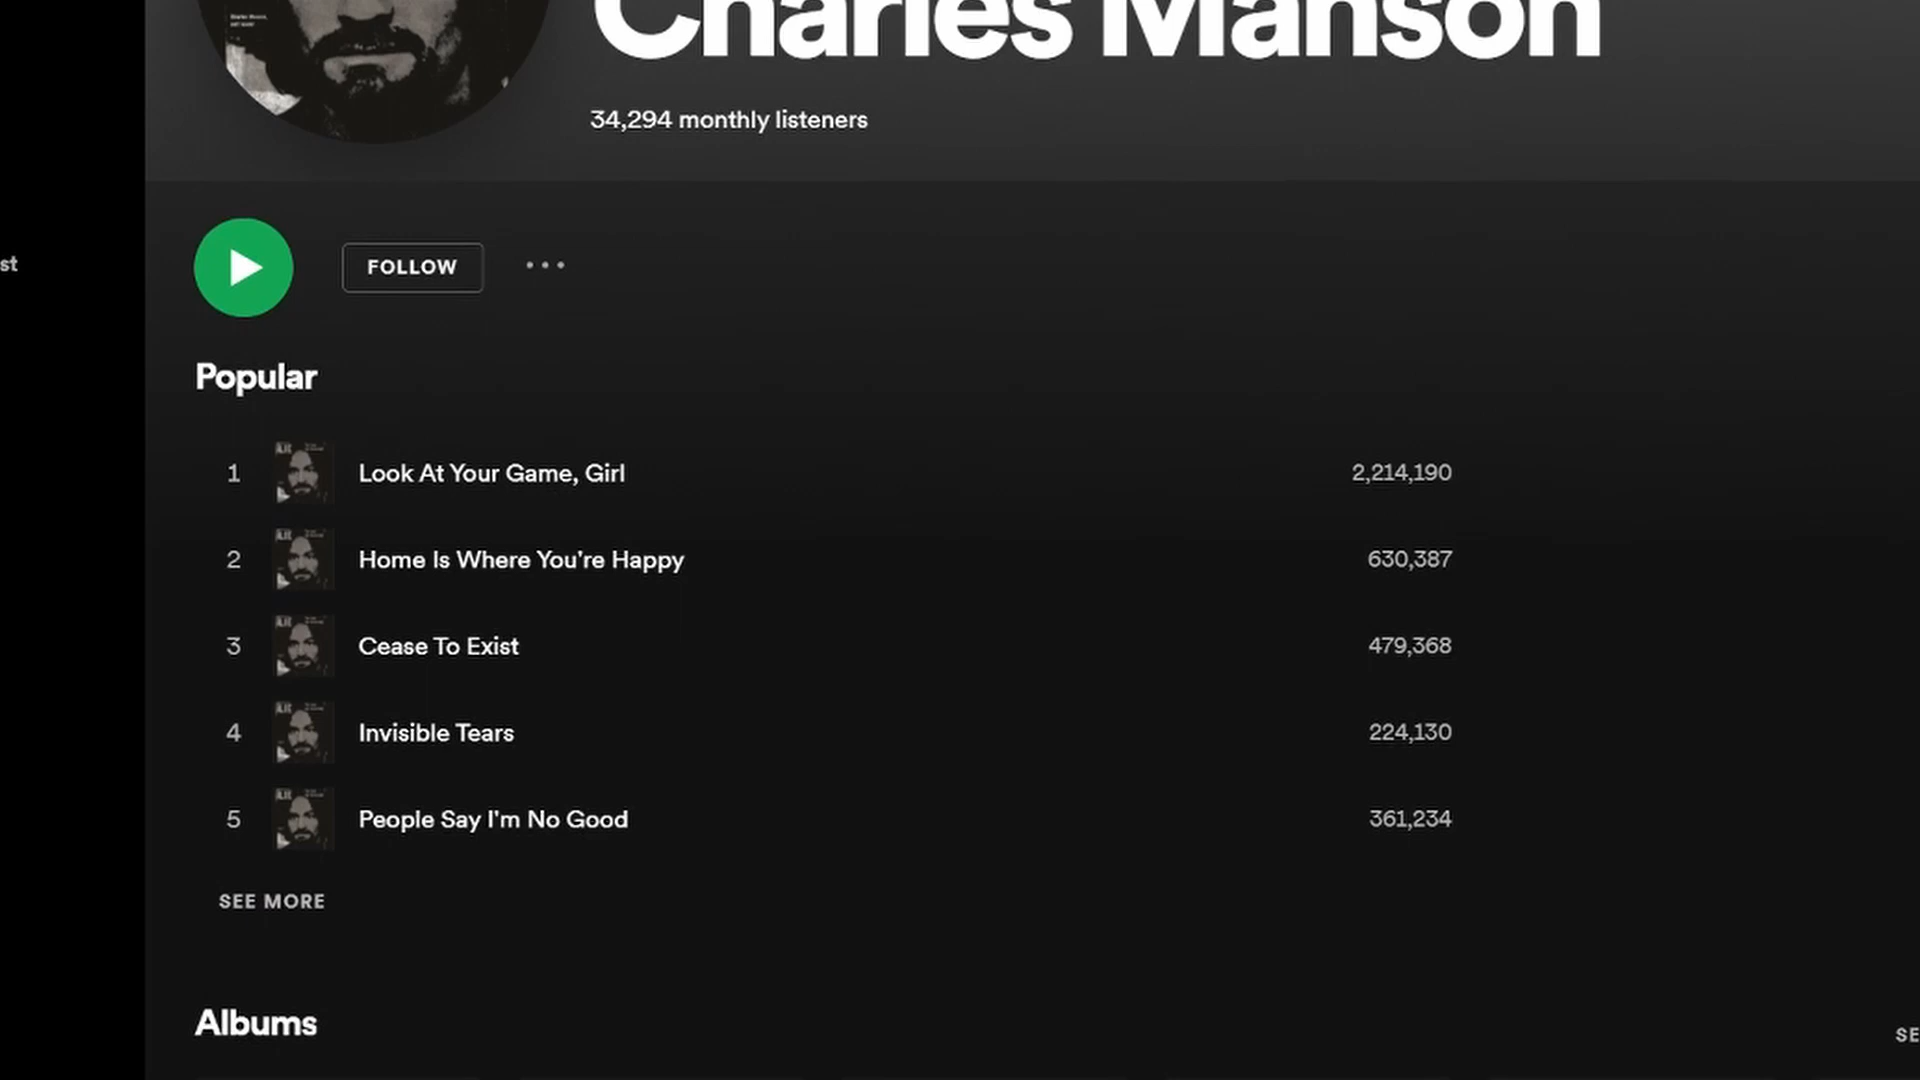 Charles Manson
34,294 monthly listeners
st
FOLLOW
Popular
1 Look At Your Game, Girl 2,214,190
2 Home Is Where You're Happy 630,387
3 Cease To Exist 479,368
4 Invisible Tears 224,130
5 People Say I'm No Good 361,234
SEE MORE
Albums
SE